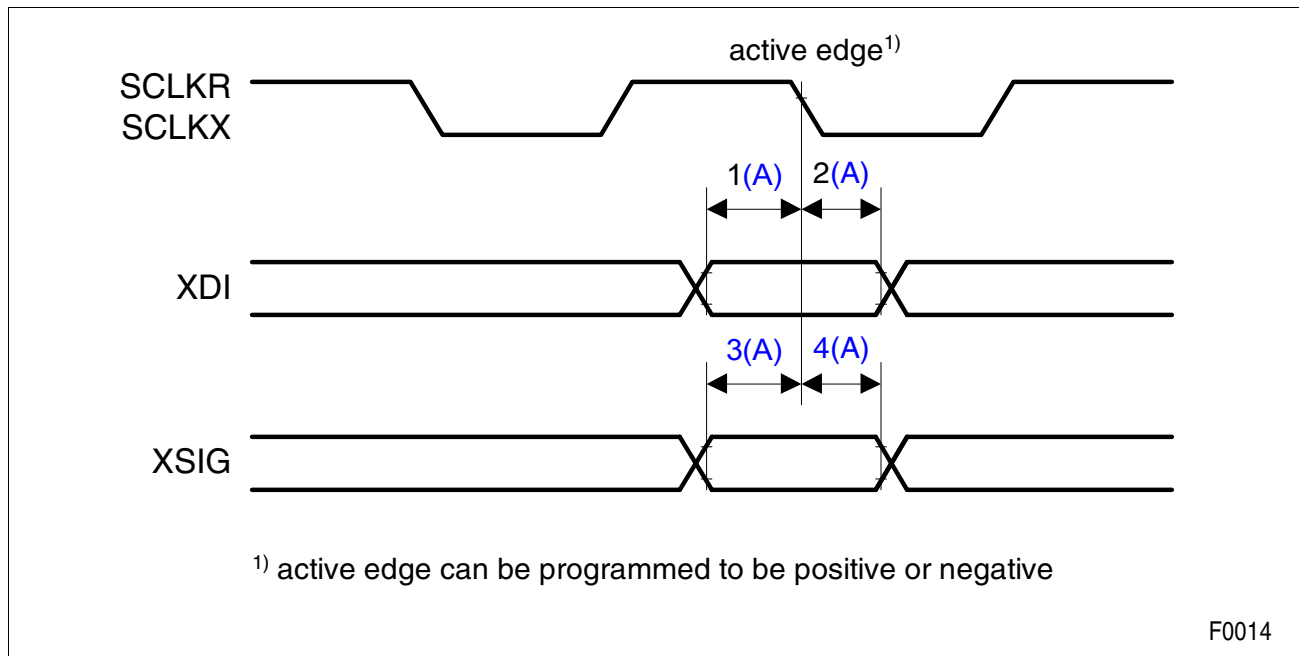 active edge1)
SCLKR
SCLKX
1(A) 2(A)
XDI
3(A) 4(A)
XSIG
1) active edge can be programmed to be positive or negative
F0014